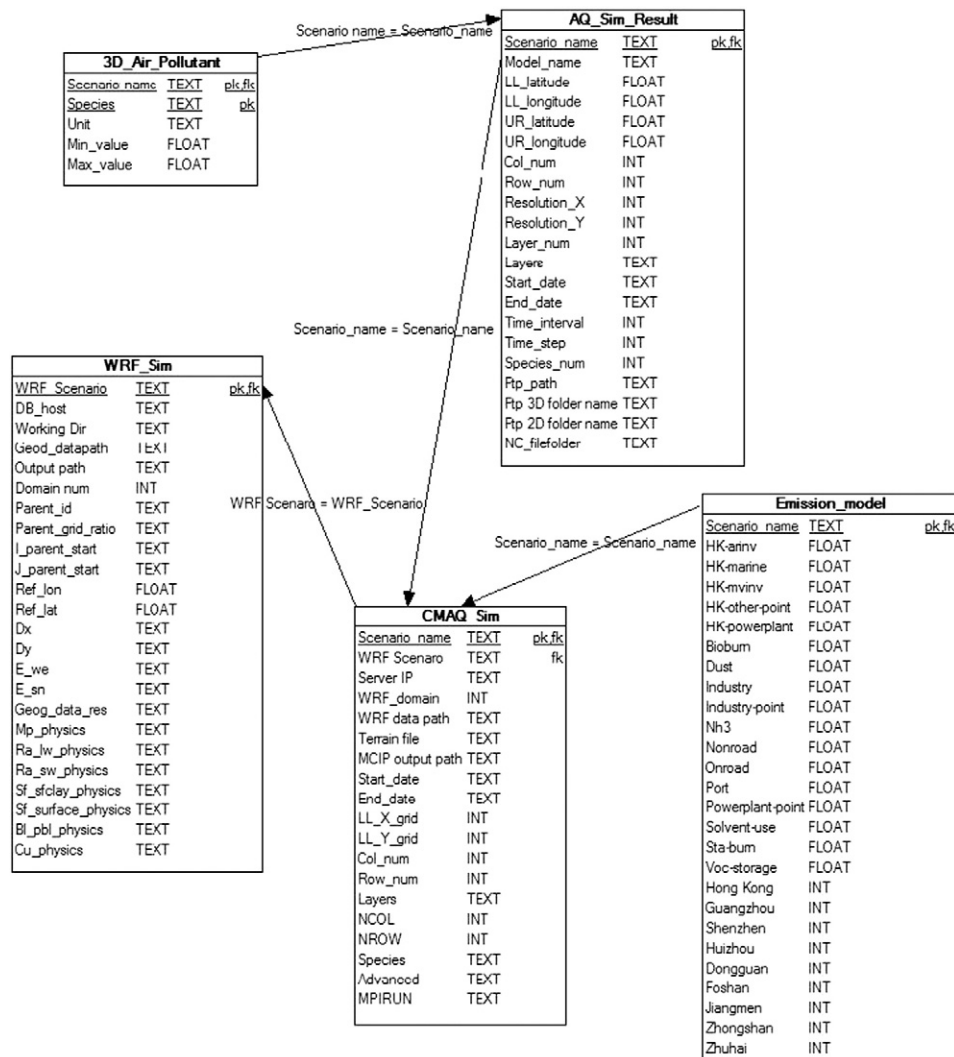 AQ_Sim_Result
Scenario_name TEXT pk,fk
Model_name TEXT
LL_latitude FLOAT
LL_longitude FLOAT
UR_latitude FLOAT
UR_longitude FLOAT
Col_num INT
Row_num INT
Resolution_X INT
Resolution_Y INT
Layer_num INT
Layers TEXT
Start_date TEXT
End_date TEXT
Time_interval INT
Time_step INT
Species_num INT
Ftp_path TEXT
Ftp 3D folder name TEXT
Ftp 2D folder name TEXT
NC_filefolder TEXT
Scenario name = Scenario_name
3D_Air_Pollutant
Scenario name TEXT pk,fk
Species TEXT pk
Unit TEXT
Min_value FLOAT
Max_value FLOAT
Scenario_name = Scenario_name
WRF_Sim
WRF_Scenario TEXT pk,fk
DB_host TEXT
Working Dir TEXT
Geod_datapath TEXT
Output path TEXT
Domain num INT
Parent_id TEXT
Parent_grid_ratio TEXT
I_parent_start TEXT
J_parent_start TEXT
Ref_lon FLOAT
Ref_lat FLOAT
Dx TEXT
Dy TEXT
E_we TEXT
E_sn TEXT
Geog_data_res TEXT
Mp_physics TEXT
Ra_lw_physics TEXT
Ra_sw_physics TEXT
Sf_sfclay_physics TEXT
Sf_surface_physics TEXT
Bl_pbl_physics TEXT
Cu_physics TEXT
WRF Scenaro = WRF_Scenario
Scenario_name = Scenario_name
CMAQ_Sim
Scenario_name TEXT pk,fk
WRF Scenaro TEXT fk
Server IP TEXT
WRF_domain INT
WRF data path TEXT
Terrain file TEXT
MCIP output path TEXT
Start_date TEXT
End_date TEXT
LL_X_grid INT
LL_Y_grid INT
Col_num INT
Row_num INT
Layers TEXT
NCOL INT
NROW INT
Species TEXT
Advanced TEXT
MPIRUN TEXT
Emission_model
Scenario_name TEXT pk,fk
HK-arinv FLOAT
HK-marine FLOAT
HK-mvinv FLOAT
HK-other-point FLOAT
HK-powerplant FLOAT
Bioburn FLOAT
Dust FLOAT
Industry FLOAT
Industry-point FLOAT
Nh3 FLOAT
Nonroad FLOAT
Onroad FLOAT
Port FLOAT
Powerplant-point FLOAT
Solvent-use FLOAT
Sta-burn FLOAT
Voc-storage FLOAT
Hong Kong INT
Guangzhou INT
Shenzhen INT
Huizhou INT
Dongguan INT
Foshan INT
Jiangmen INT
Zhongshan INT
Zhuhai INT